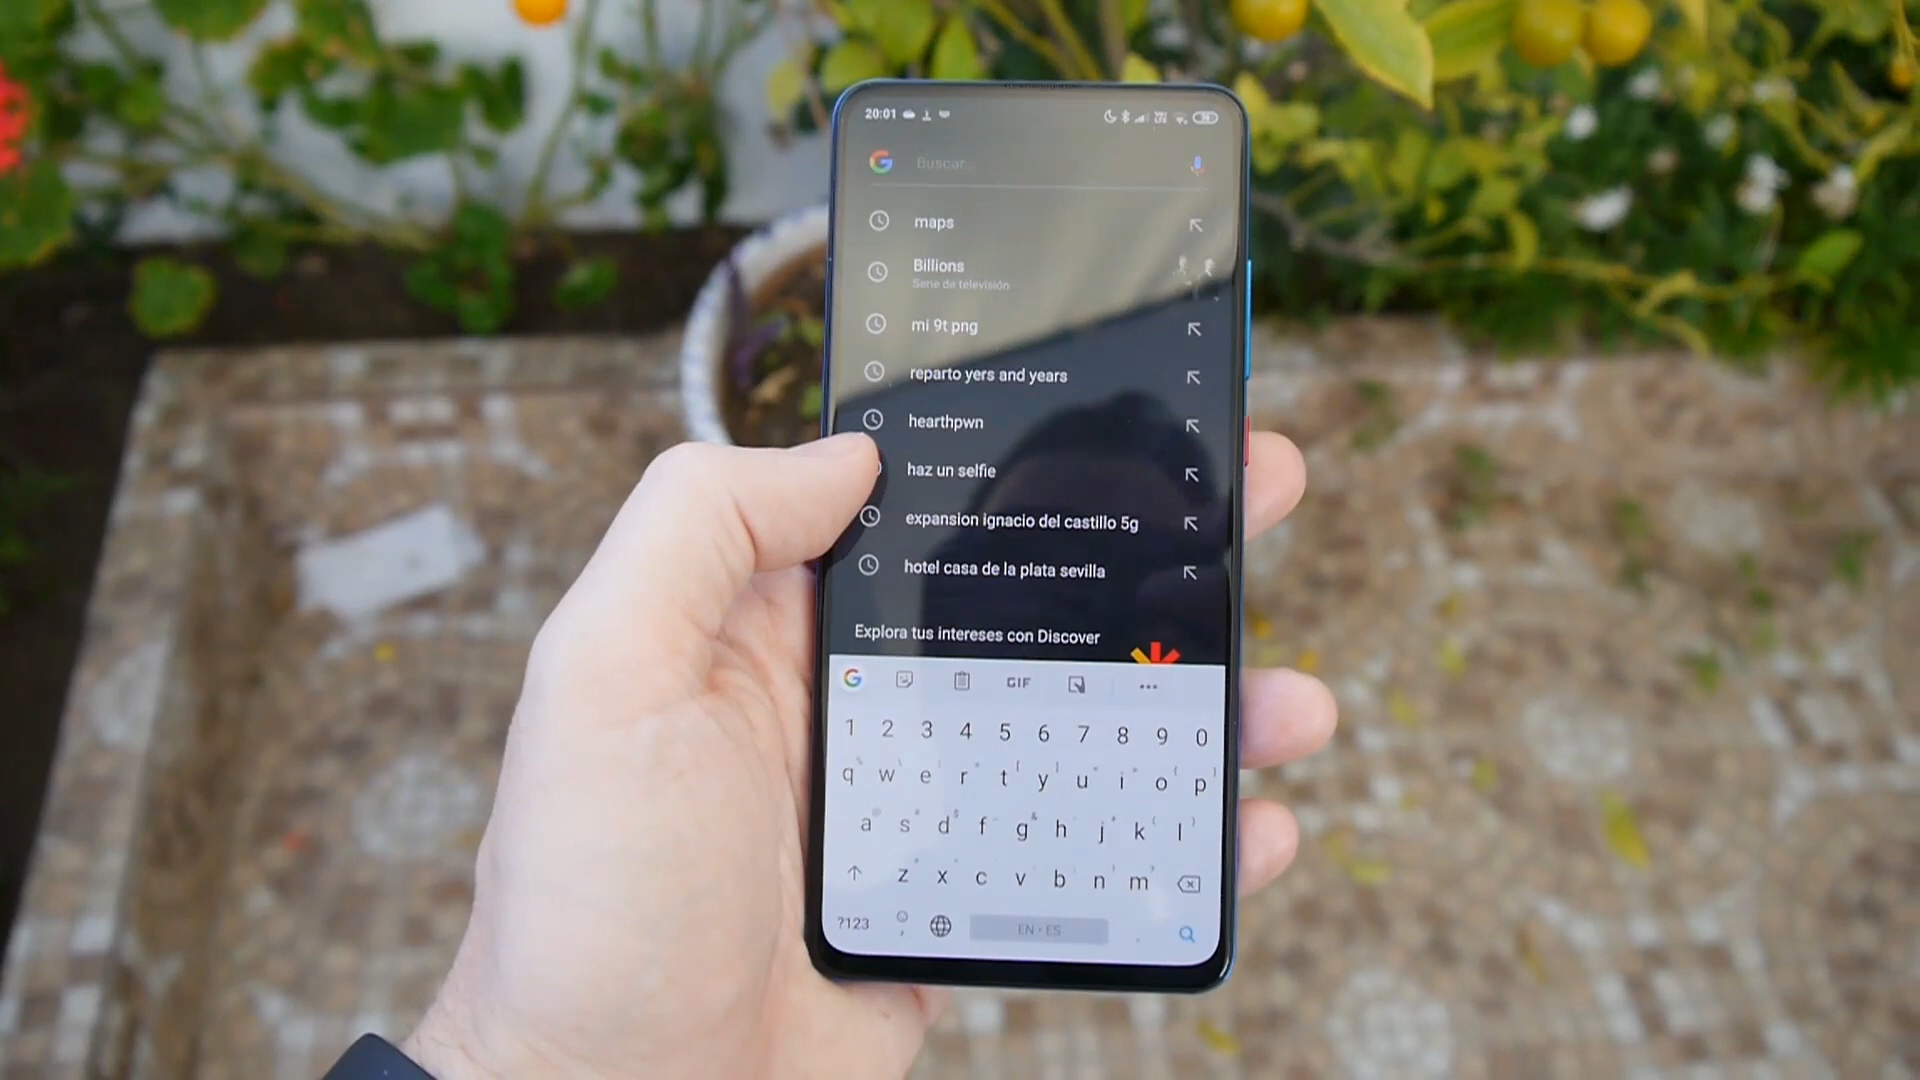 20:01
Buscar...
maps
Billions
Serie de televisión
mi 9t png
reparto yers and years
hearthpwn
haz un selfie
expansion ignacio del castillo 5g
hotel casa de la plata sevilla
Explora tus intereses con Discover
G GIF
1 2 3 4 5 6 7 8 9 0
q w e r t y u i o p
a s d f g h j k l
z x c v b n m
?123 , EN • ES .